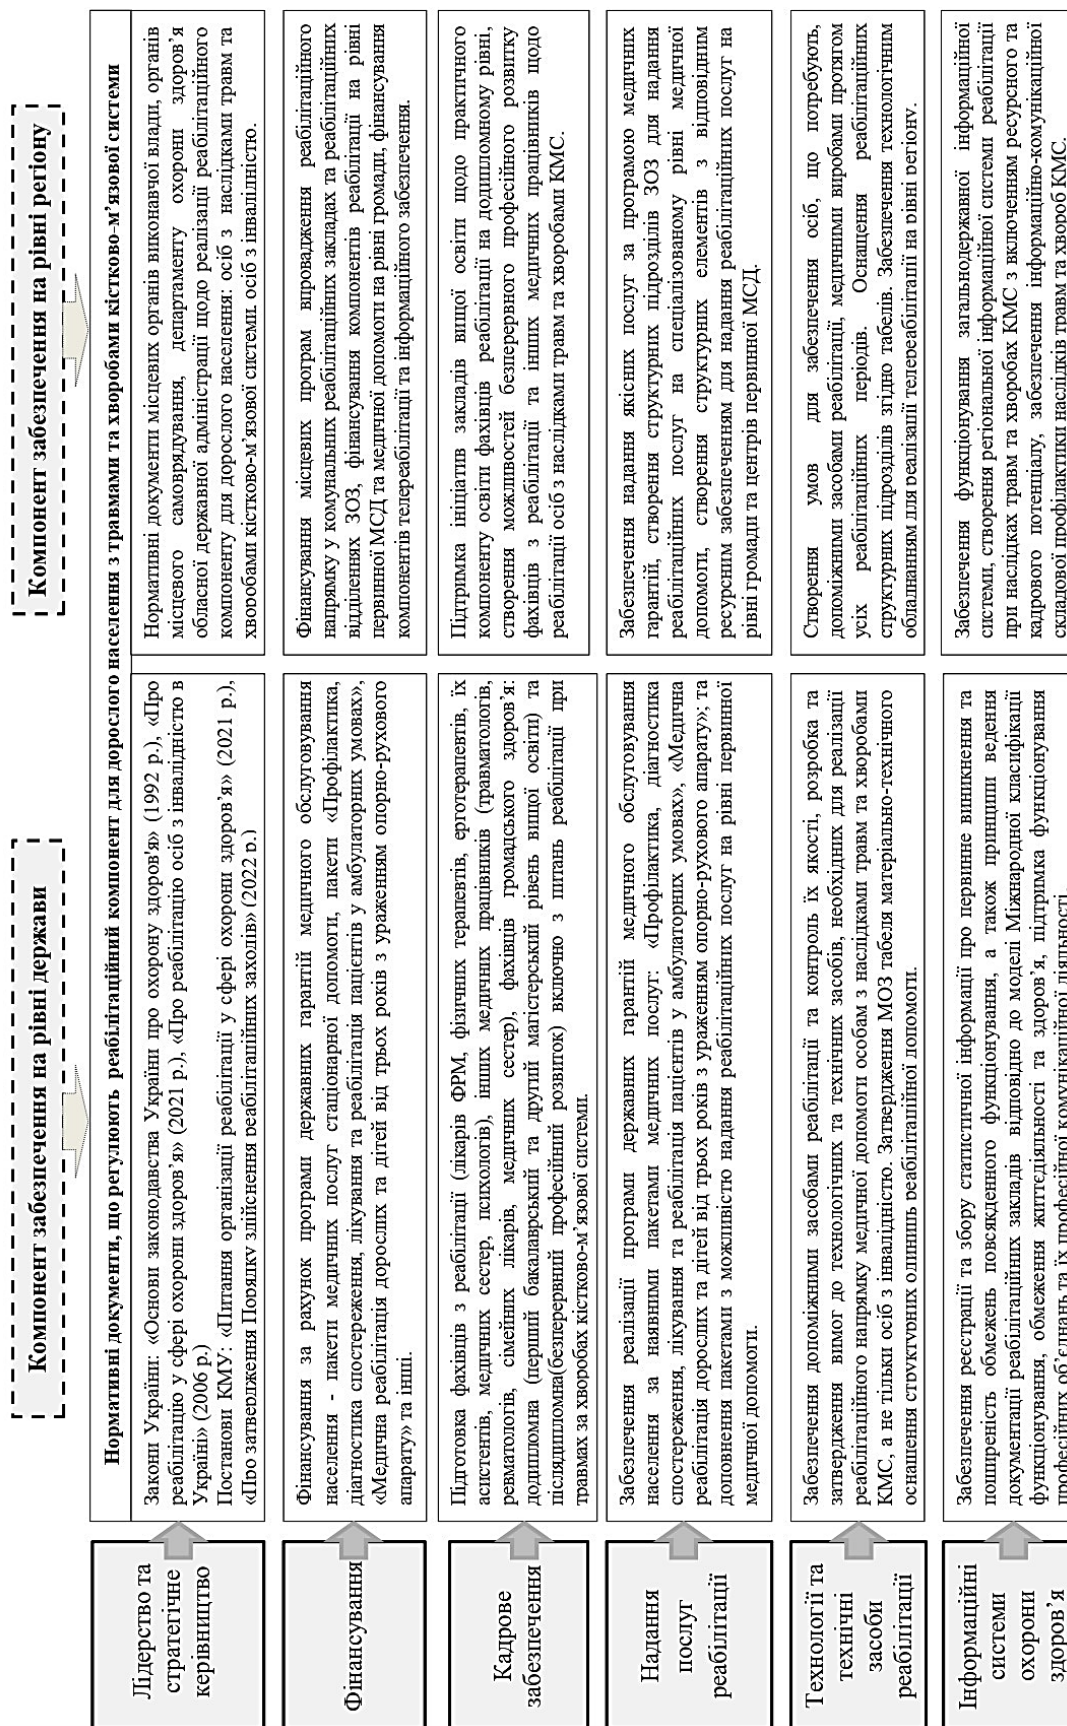 Компонент забезпечення на рівні держави
Компонент забезпечення на рівні регіону
Нормативні документи, що регулюють реабілітаційний компонент для дорослого населення з травмами та хворобами кістково-м’язової системи
Лідерство та
стратегічне
керівництво
Закони України: «Основи законодавства України про охорону здоров'я» (1992 р.), «Про
реабілітацію у сфері охорони здоров’я» (2021 р.), «Про реабілітацію осіб з інвалідністю в
Україні» (2006 р.)
Постанови КМУ: «Питання організації реабілітації у сфері охорони здоров’я» (2021 р.),
«Про затвердження Порядку здійснення реабілітаційних заходів» (2022 р.)
Нормативні документи місцевих органів виконавчої влади, органів
місцевого самоврядування, департаменту охорони здоров’я
обласної державної адміністрації щодо реалізації реабілітаційного
компоненту для дорослого населення: осіб з наслідками травм та
хворобами кістково-м’язової системи, осіб з інвалідністю.
Фінансування
Фінансування за рахунок програми державних гарантій медичного обслуговування
населення - пакети медичних послуг стаціонарної допомоги, пакети «Профілактика,
діагностика спостереження, лікування та реабілітація пацієнтів у амбулаторних умовах»,
«Медична реабілітація дорослих та дітей від трьох років з ураженням опорно-рухового
апарату» та інші.
Фінансування місцевих програм впровадження реабілітаційного
напрямку у комунальних реабілітаційних закладах та реабілітаційних
відділеннях ЗОЗ, фінансування компонентів реабілітації на рівні
первинної МСД та медичної допомоги на рівні громади, фінансування
компонентів телереабілітації та інформаційного забезпечення.
Кадрове
забезпечення
Підготовка фахівців з реабілітації (лікарів ФРМ, фізичних терапевтів, ерготерапевтів, їх
асистентів, медичних сестер, психологів), інших медичних працівників (травматологів,
ревматологів, сімейних лікарів, медичних сестер), фахівців громадського здоров’я:
додипломна (перший бакалаврський та другий магістерський рівень вищої освіти) та
післядипломна(безперервний професійний розвиток) включно з питань реабілітації при
травмах за хворобах кістково-м’язової системи.
Підтримка ініціатив закладів вищої освіти щодо практичного
компоненту освіти фахівців реабілітації на додипломному рівні,
створення можливостей безперервного професійного розвитку
фахівців з реабілітації та інших медичних працівників щодо
реабілітації осіб з наслідками травм та хворобами КМС.
Надання
послуг
реабілітації
Забезпечення реалізації програми державних гарантій медичного обслуговування
населення за наявними пакетами медичних послуг: «Профілактика, діагностика
спостереження, лікування та реабілітація пацієнтів у амбулаторних умовах», «Медична
реабілітація дорослих та дітей від трьох років з ураженням опорно-рухового апарату»; та
доповнення пакетами з можливістю надання реабілітаційних послуг на рівні первинної
медичної допомоги.
Забезпечення надання якісних послуг за програмою медичних
гарантій, створення структурних підрозділів ЗОЗ для надання
реабілітаційних послуг на спеціалізованому рівні медичної
допомоги, створення структурних елементів з відповідним
ресурсним забезпеченням для надання реабілітаційних послуг на
рівні громади та центрів первинної МСД.
Технології та
технічні
засоби
реабілітації
Забезпечення допоміжними засобами реабілітації та контроль їх якості, розробка та
затвердження вимог до технологічних та технічних засобів, необхідних для реалізації
реабілітаційного напрямку медичної допомоги особам з наслідками травм та хворобами
КМС, а не тільки осіб з інвалідністю. Затвердження МОЗ табеля матеріально-технічного
оснащення структурних одиниць реабілітаційної допомоги.
Створення умов для забезпечення осіб, що потребують,
допоміжними засобами реабілітації, медичними виробами протягом
усіх реабілітаційних періодів. Оснащення реабілітаційних
структурних підрозділів згідно табелів. Забезпечення технологічним
обладнанням для реалізації телереабілітації на рівні регіону.
Інформаційні
системи
охорони
здоров’я
Забезпечення реєстрації та збору статистичної інформації про первинне виникнення та
поширеність обмежень повсякденного функціонування, а також принципи ведення
документації реабілітаційних закладів відповідно до моделі Міжнародної класифікації
функціонування, обмеження життєдіяльності та здоров’я, підтримка функціонування
професійних об’єднань та їх професійної комунікаційної діяльності.
Забезпечення функціонування загальнодержавної інформаційної
системи, створення регіональної інформаційної системи реабілітації
при наслідках травм та хворобах КМС з включенням ресурсного та
кадрового потенціалу, забезпечення інформаційно-комунікаційної
складової профілактики наслідків травм та хвороб КМС.